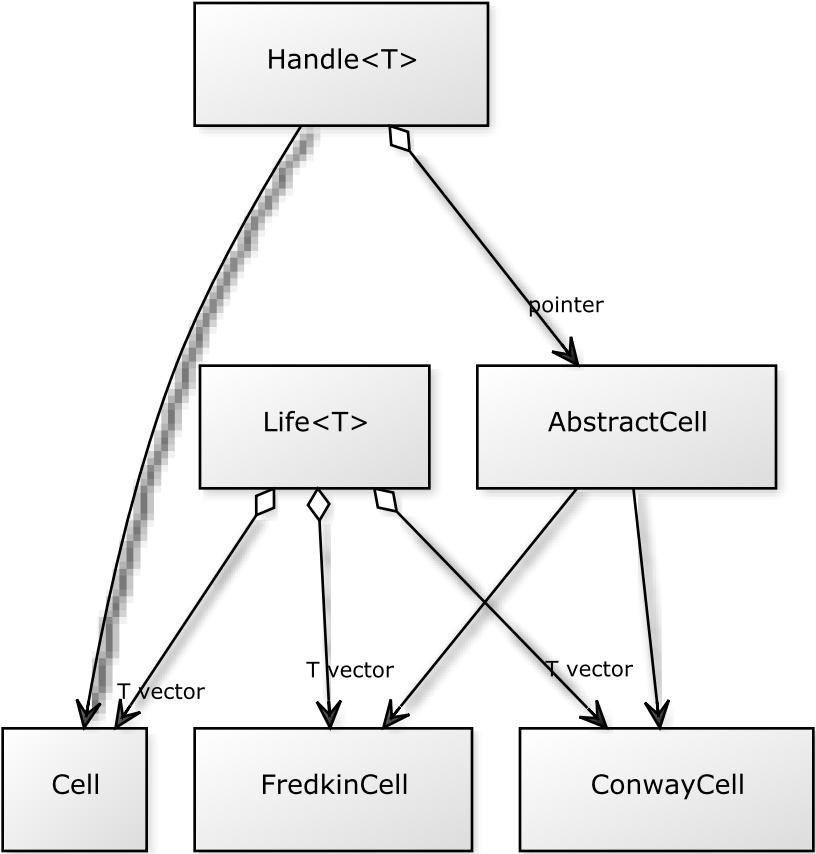 Handle<T>
pointer
Life<T>
AbstractCell
T vector
T vector
T vector
Cell
FredkinCell
ConwayCell